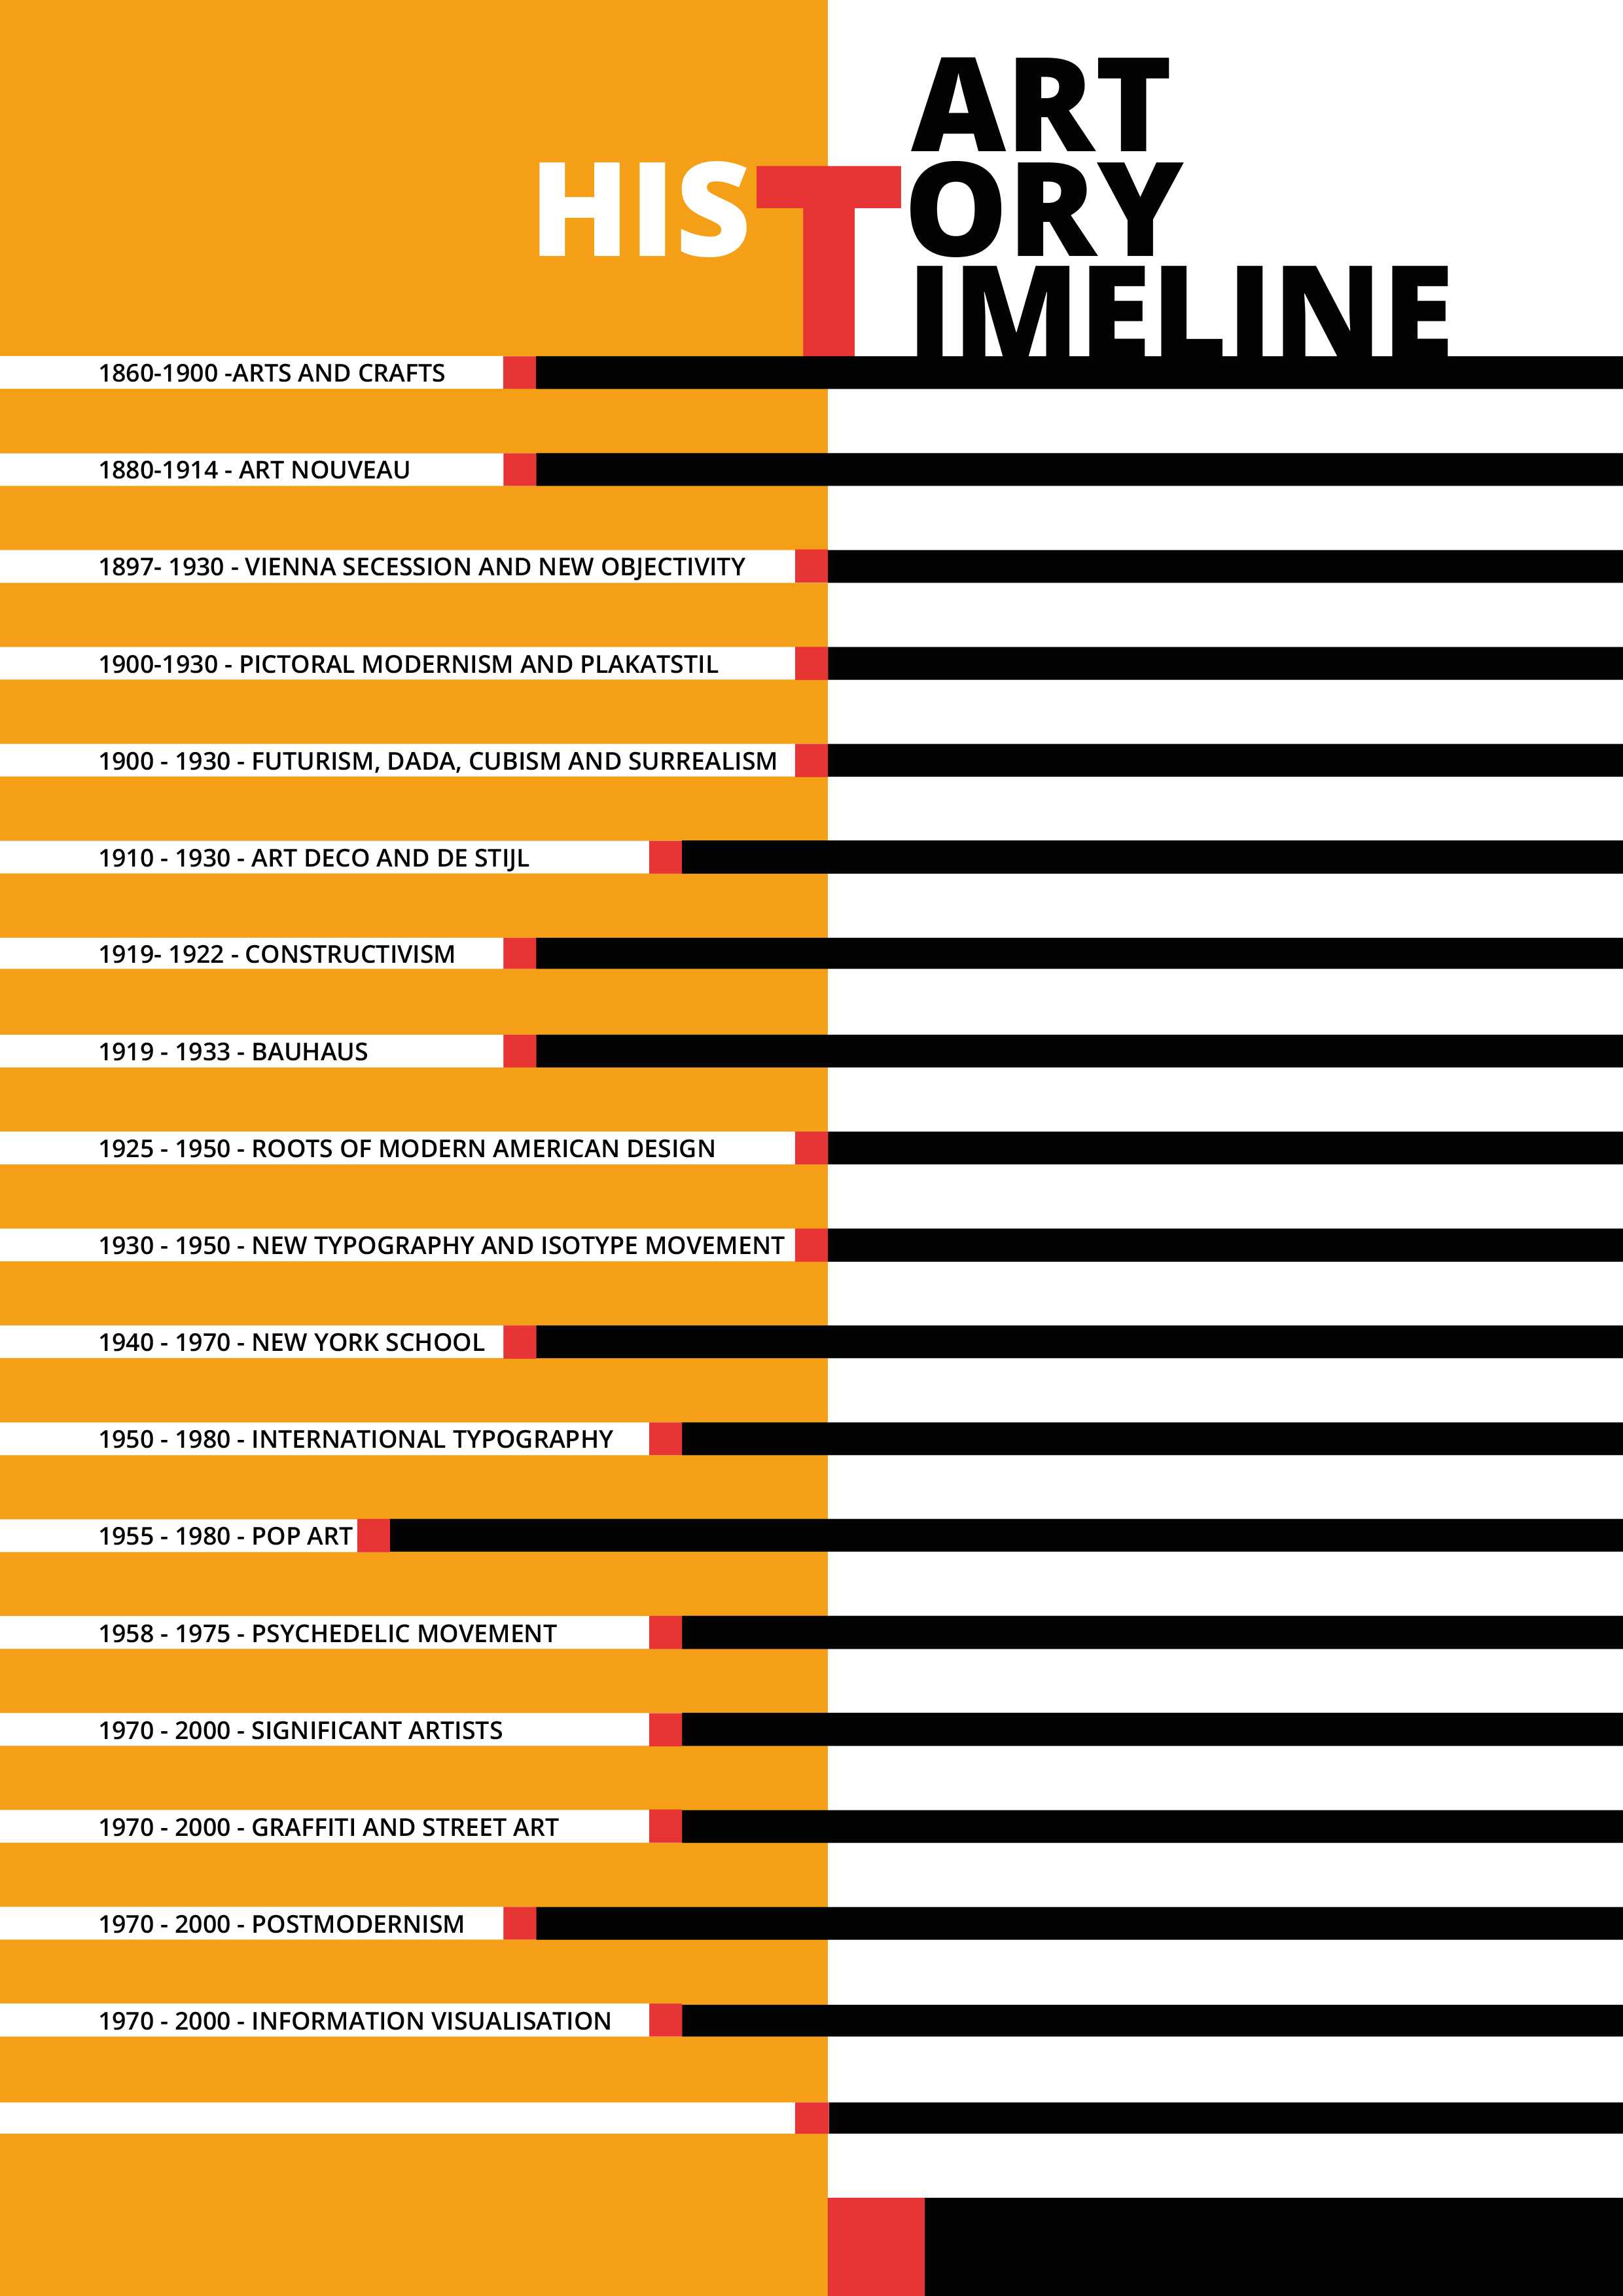 ART
HISTORY
TIMELINE
1860-1900 -ARTS AND CRAFTS
1880-1914 - ART NOUVEAU
1897- 1930 - VIENNA SECESSION AND NEW OBJECTIVITY
1900-1930 - PICTORAL MODERNISM AND PLAKATSTIL
1900 - 1930 - FUTURISM, DADA, CUBISM AND SURREALISM
1910 - 1930 - ART DECO AND DE STIJL
1919- 1922 - CONSTRUCTIVISM
1919 - 1933 - BAUHAUS
1925 - 1950 - ROOTS OF MODERN AMERICAN DESIGN
1930 - 1950 - NEW TYPOGRAPHY AND ISOTYPE MOVEMENT
1940 - 1970 - NEW YORK SCHOOL
1950 - 1980 - INTERNATIONAL TYPOGRAPHY
1955 - 1980 - POP ART
1958 - 1975 - PSYCHEDELIC MOVEMENT
1970 - 2000 - SIGNIFICANT ARTISTS
1970 - 2000 - GRAFFITI AND STREET ART
1970 - 2000 - POSTMODERNISM
1970 - 2000 - INFORMATION VISUALISATION